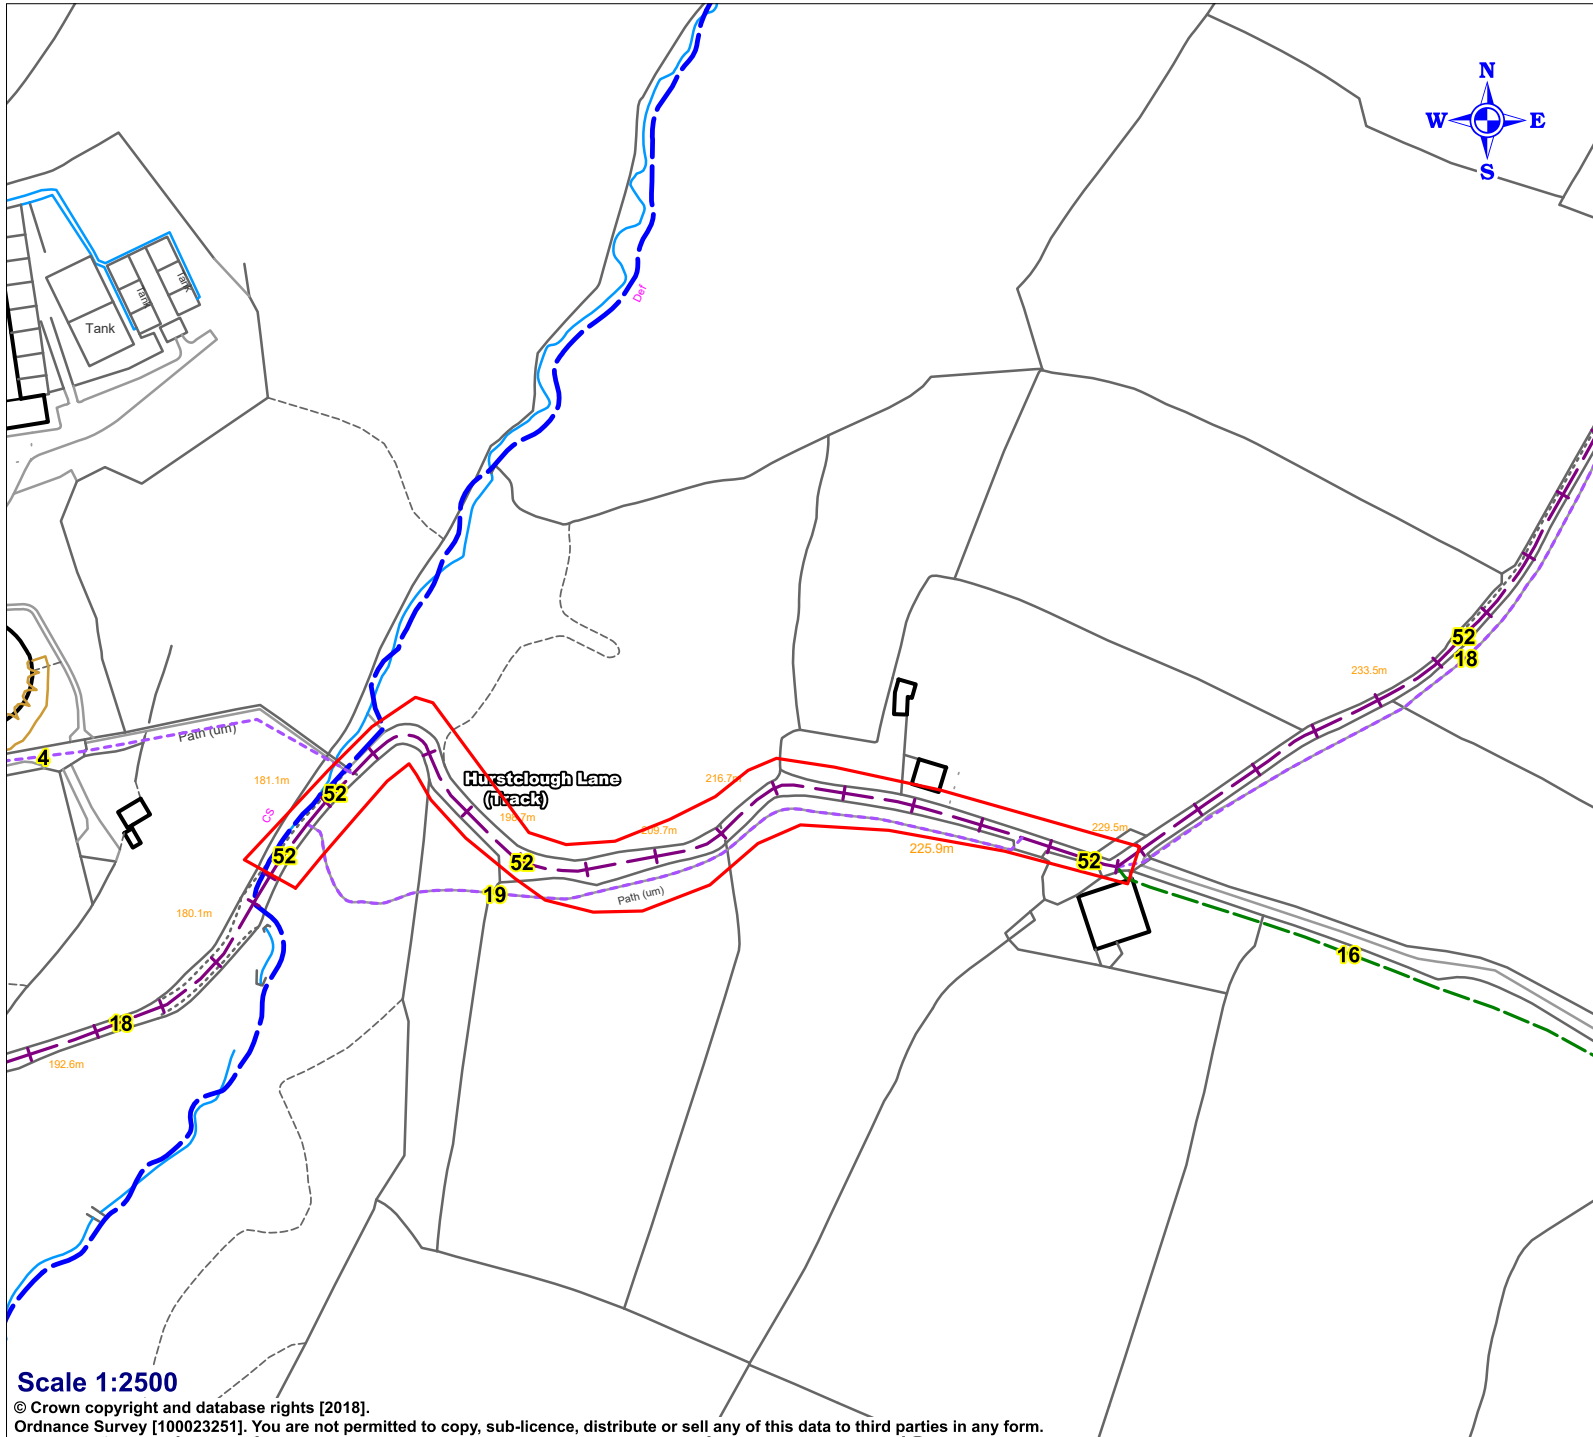 N
W E
S
Def
Tank
Tank
Tank
52
18
233.5m
Path (um)
4
181.1m
CS
52
Hurstclough Lane
(Track)
216.7m
198.7m
209.7m
229.5m
225.9m
52
52
52
19
Path (um)
180.1m
16
18
192.6m
Scale 1:2500
© Crown copyright and database rights [2018].
Ordnance Survey [100023251]. You are not permitted to copy, sub-licence, distribute or sell any of this data to third parties in any form.